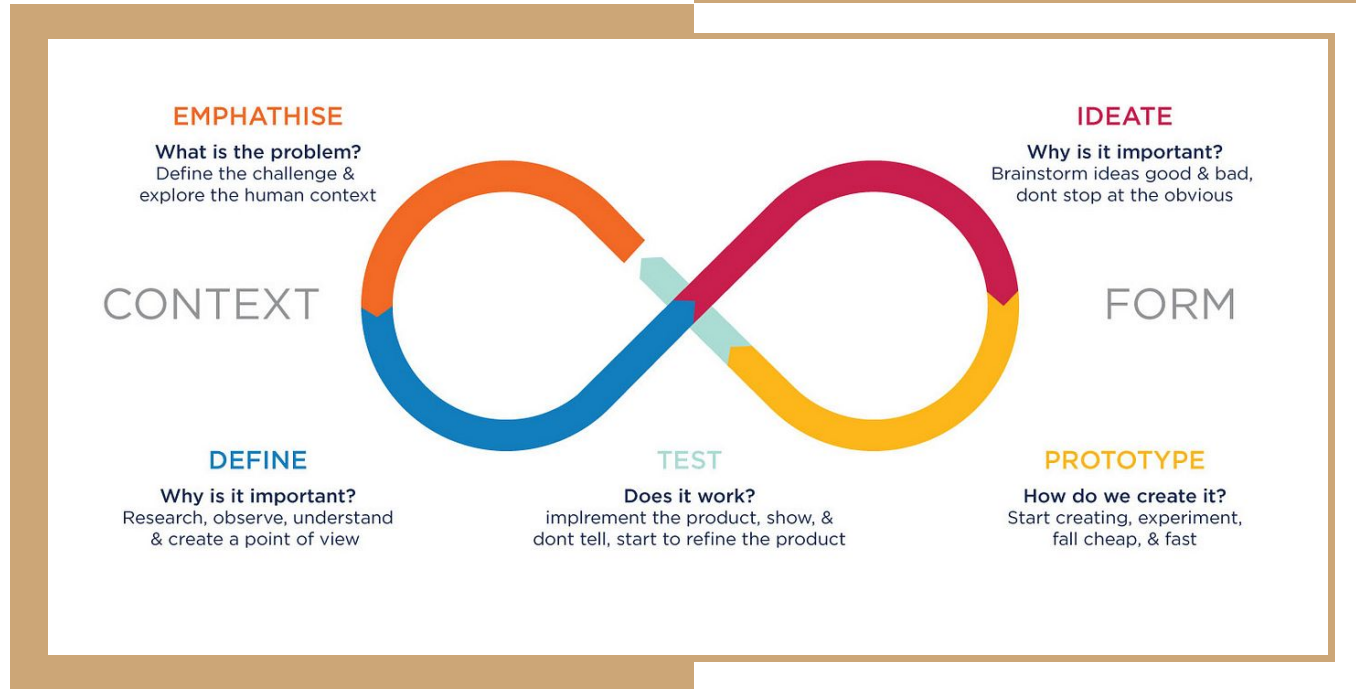 EMPHATHISE
What is the problem?
Define the challenge &
explore the human context
IDEATE
Why is it important?
Brainstorm ideas good & bad,
dont stop at the obvious
CONTEXT
FORM
DEFINE
Why is it important?
Research, observe, understand
& create a point of view
TEST
Does it work?
implrement the product, show, &
dont tell, start to refine the product
PROTOTYPE
How do we create it?
Start creating, experiment,
fall cheap, & fast